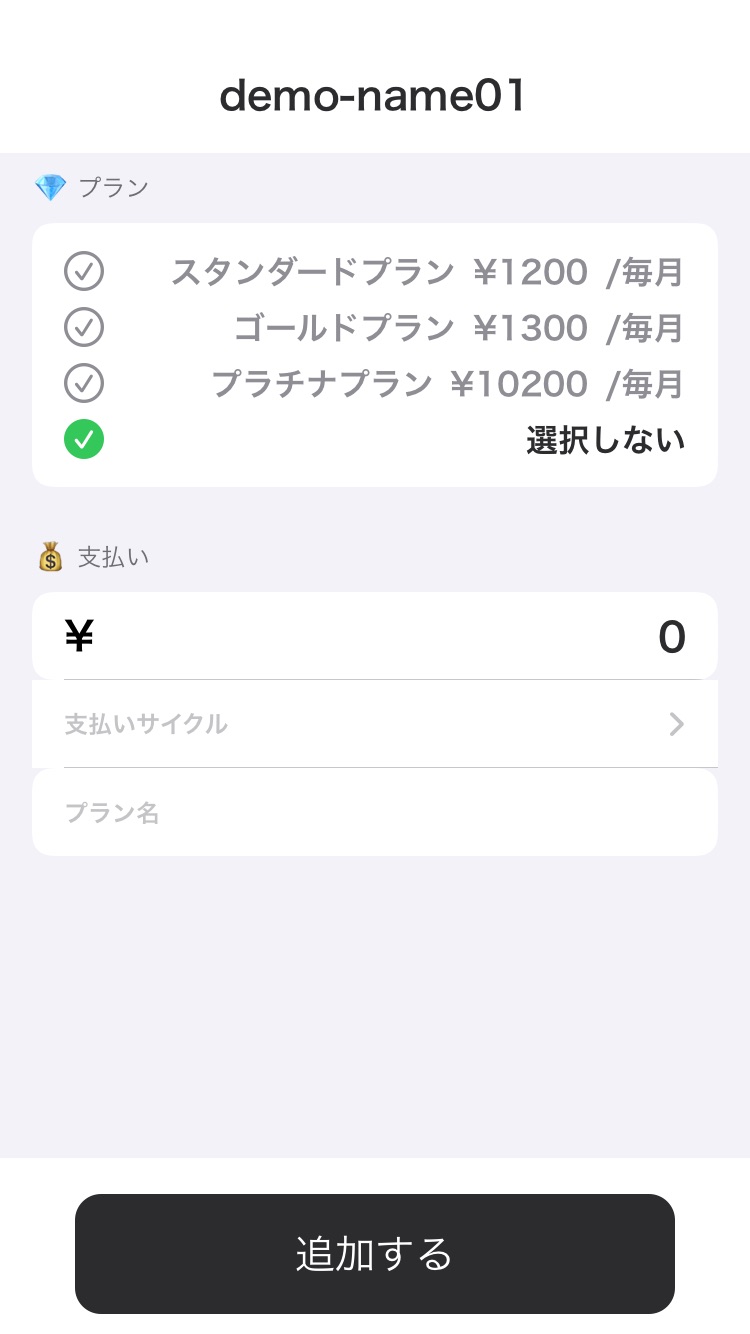 demo-name01
💎 プラン
スタンダードプラン ¥1200 /毎月
ゴールドプラン ¥1300 /毎月
プラチナプラン ¥10200 /毎月
選択しない
💰 支払い
¥ 0
支払いサイクル
プラン名
追加する